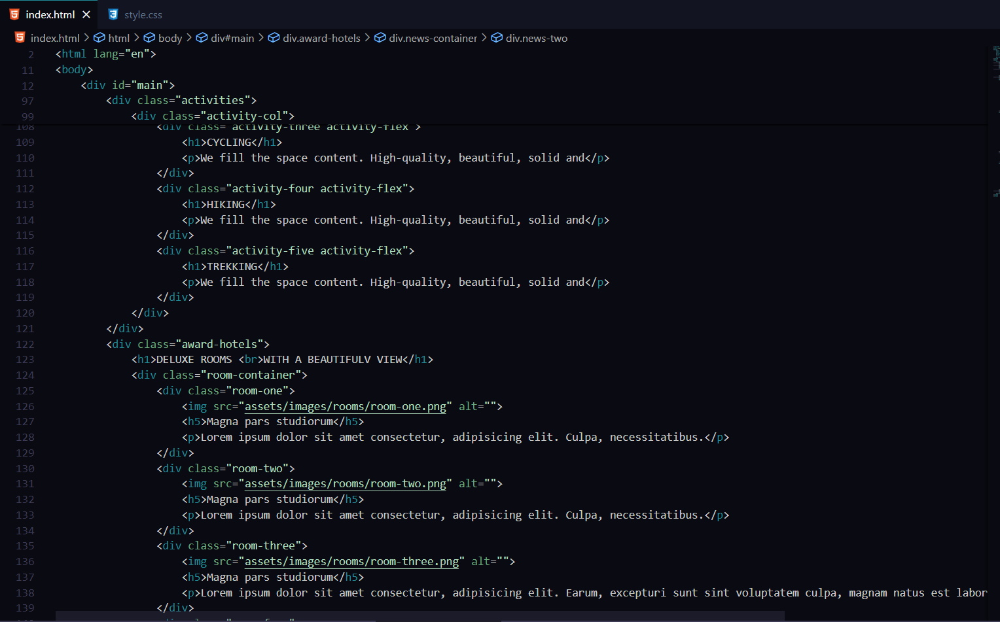 index.html style.css
index.html > html > body > div#main > div.award-hotels > div.news-container > div.news-two
2 <html lang="en">
11 <body>
12 <div id="main">
97 <div class="activities">
99 <div class="activity-col">
108 <div class="activity-three activity-flex">
109 <h1>CYCLING</h1>
110 <p>We fill the space content. High-quality, beautiful, solid and</p>
111 </div>
112 <div class="activity-four activity-flex">
113 <h1>HIKING</h1>
114 <p>We fill the space content. High-quality, beautiful, solid and</p>
115 </div>
116 <div class="activity-five activity-flex">
117 <h1>TREKKING</h1>
118 <p>We fill the space content. High-quality, beautiful, solid and</p>
119 </div>
120 </div>
121 </div>
122 <div class="award-hotels">
123 <h1>DELUXE ROOMS <br>WITH A BEAUTIFULV VIEW</h1>
124 <div class="room-container">
125 <div class="room-one">
126 <img src="assets/images/rooms/room-one.png" alt="">
127 <h5>Magna pars studiorum</h5>
128 <p>Lorem ipsum dolor sit amet consectetur, adipisicing elit. Culpa, necessitatibus.</p>
129 </div>
130 <div class="room-two">
131 <img src="assets/images/rooms/room-two.png" alt="">
132 <h5>Magna pars studiorum</h5>
133 <p>Lorem ipsum dolor sit amet consectetur, adipisicing elit. Culpa, necessitatibus.</p>
134 </div>
135 <div class="room-three">
136 <img src="assets/images/rooms/room-three.png" alt="">
137 <h5>Magna pars studiorum</h5>
138 <p>Lorem ipsum dolor sit amet consectetur, adipisicing elit. Earum, excepturi sunt sint voluptatem culpa, magnam natus est labor
139 </div>